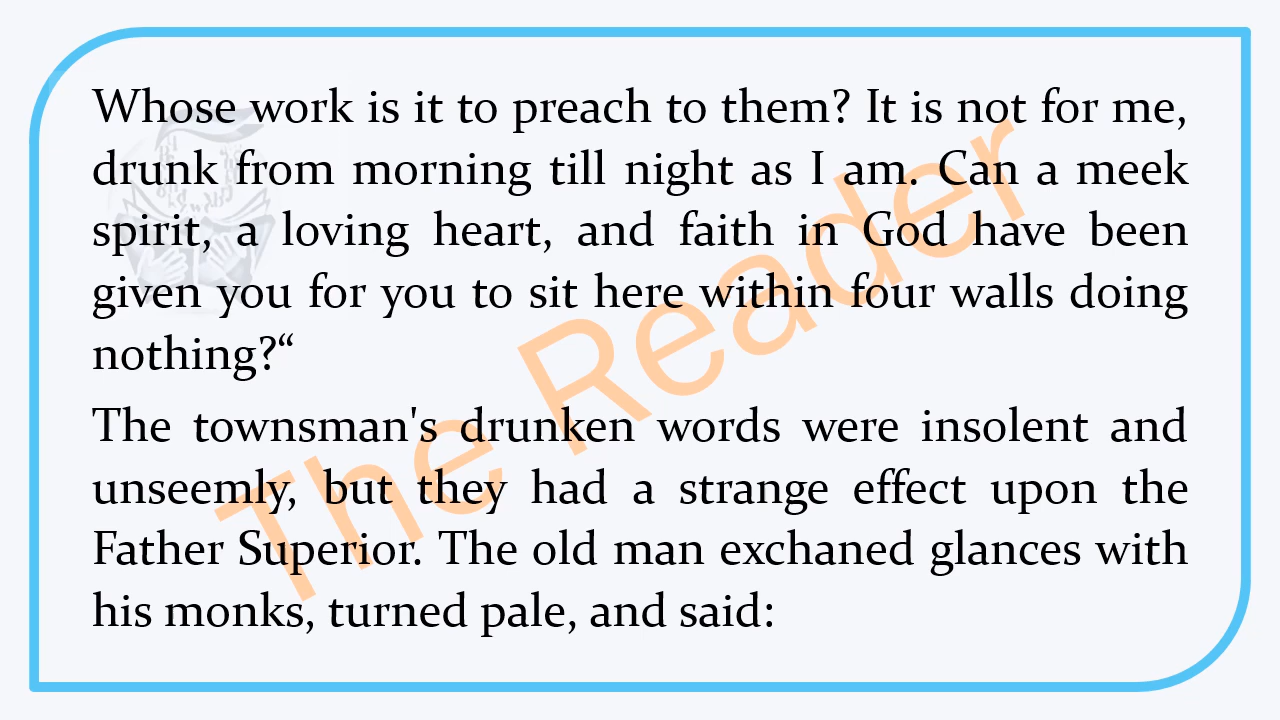 Whose work is it to preach to them? It is not for me,
drunk from morning till night as I am. Can a meek
spirit, a loving heart, and faith in God have been
given you for you to sit here within four walls doing
nothing?“
The townsman's drunken words were insolent and
unseemly, but they had a strange effect upon the
Father Superior. The old man exchaned glances with
his monks, turned pale, and said:
The Reader